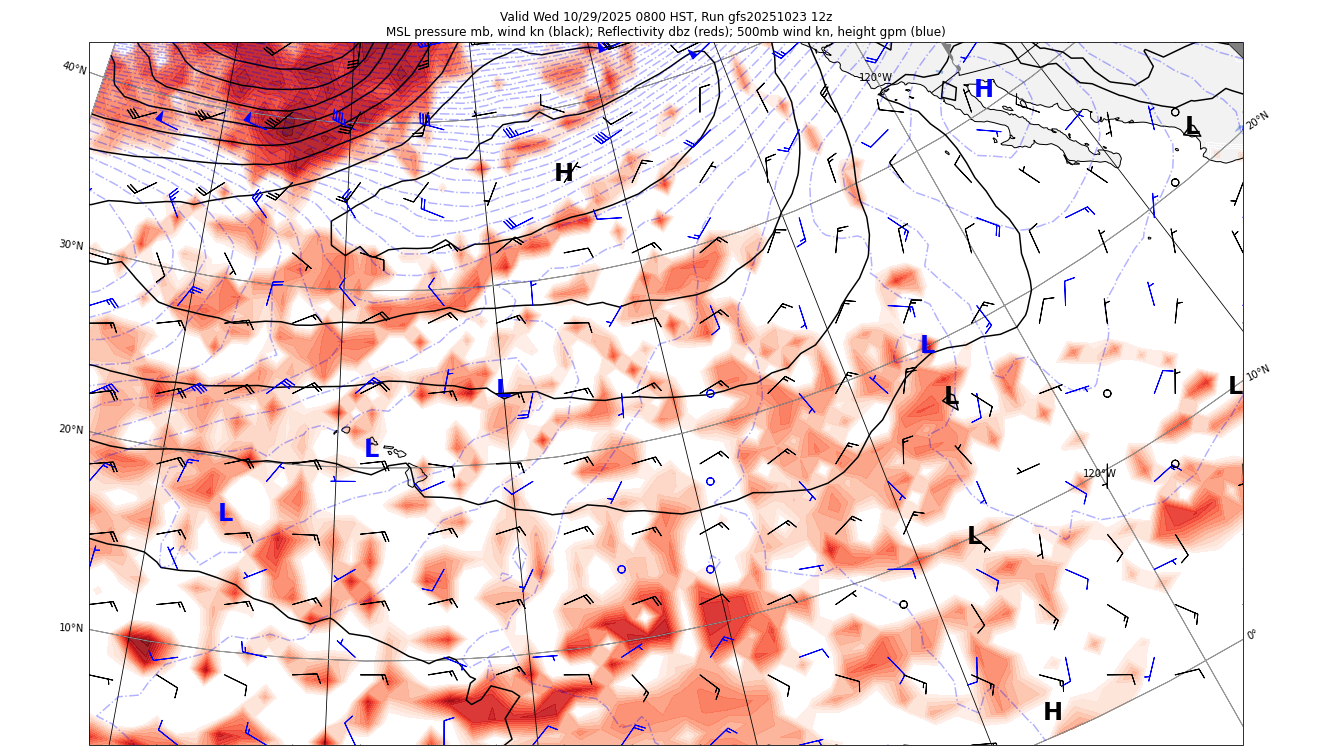 Valid Wed 10/29/2025 0800 HST, Run gfs20251023 12z
MSL pressure mb, wind kn (black); Reflectivity dbz (reds); 500mb wind kn, height gpm (blue)
40°N
120°W
H
20°N
L
H
30°N
L
10°N
L
L
L
20°N
L
120°W
L
L
10°N
0°
H